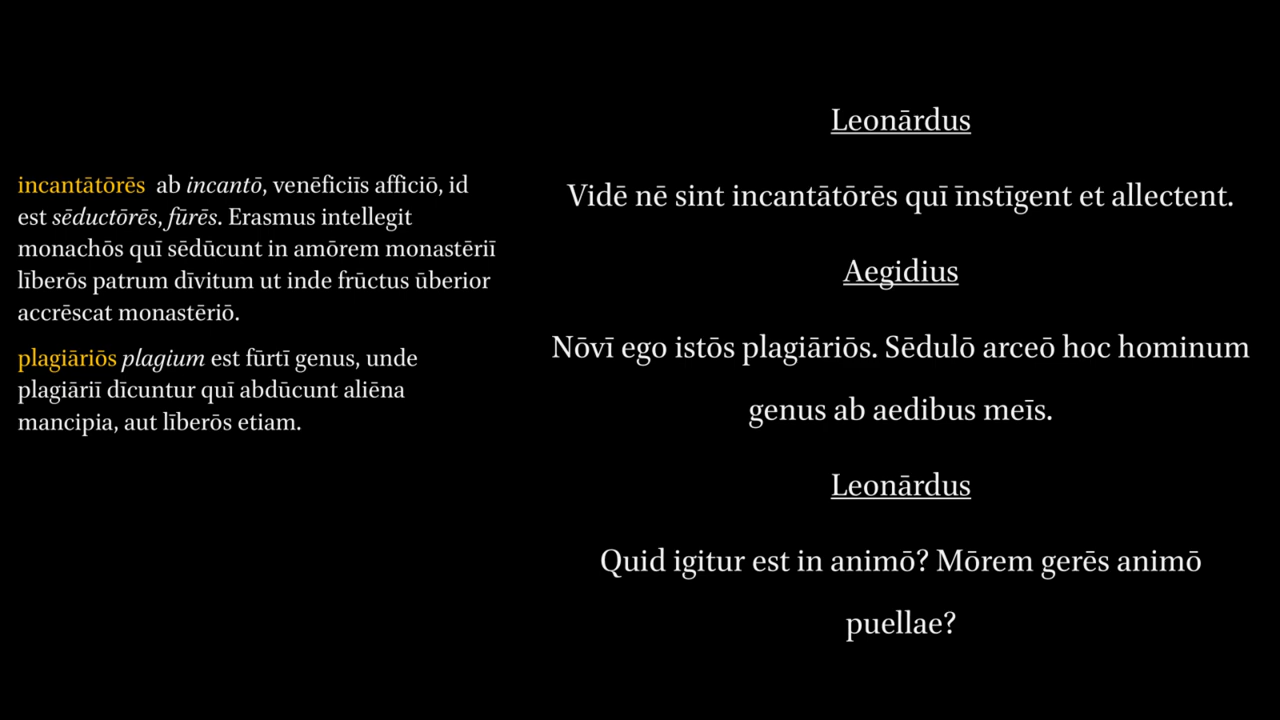 incantātōrēs ab incantō, venēficiīs afficiō, id
est sēductōrēs, fūrēs. Erasmus intellegit
monachōs quī sēdūcunt in amōrem monastēriī
līberōs patrum dīvitum ut inde frūctus ūberior
accrēscat monastēriō.
plagiāriōs plagium est fūrtī genus, unde
plagiāriī dīcuntur quī abdūcunt aliēna
mancipia, aut līberōs etiam.
Leonārdus
Vidē nē sint incantātōrēs quī īnstīgent et allectent.
Aegidius
Nōvī ego istōs plagiāriōs. Sēdulō arceō hoc hominum
genus ab aedibus meīs.
Leonārdus
Quid igitur est in animō? Mōrem gerēs animō
puellae?